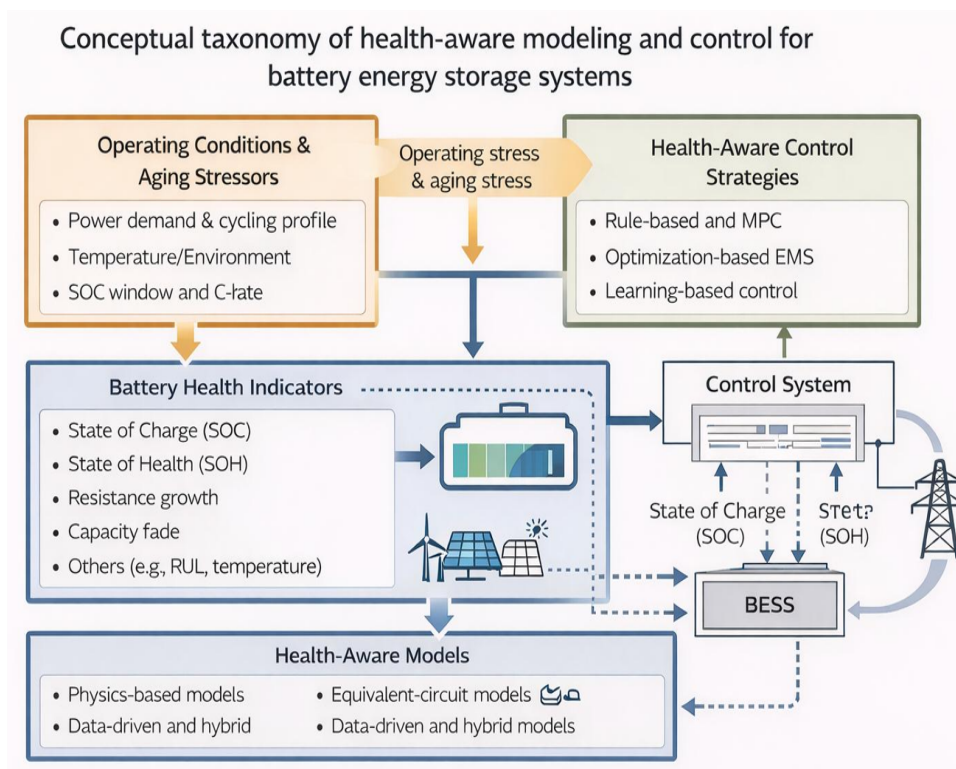 Conceptual taxonomy of health-aware modeling and control for
battery energy storage systems
Operating Conditions &
Aging Stressors
• Power demand & cycling profile
• Temperature/Environment
• SOC window and C-rate
Operating stress
& aging stress
Health-Aware Control
Strategies
• Rule-based and MPC
• Optimization-based EMS
• Learning-based control
Battery Health Indicators
• State of Charge (SOC)
• State of Health (SOH)
• Resistance growth
• Capacity fade
• Others (e.g., RUL, temperature)
Control System
State of Charge
(SOC)
(SOH)
BESS
Health-Aware Models
• Physics-based models
• Data-driven and hybrid
• Equivalent-circuit models
• Data-driven and hybrid models